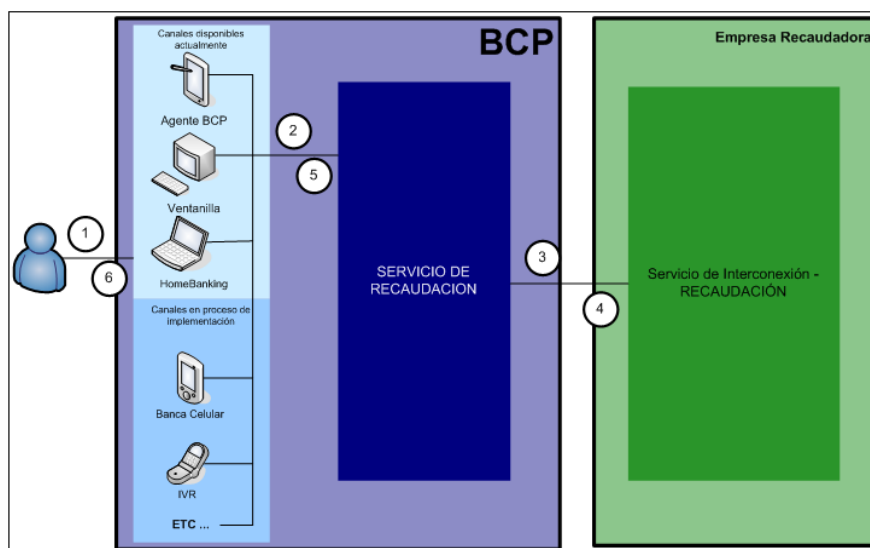 Canales disponibles
actualmente
BCP
Empresa Recaudadora
Agente BCP
2
5
Ventanilla
1
6
HomeBanking
SERVICIO DE
RECAUDACION
3
4
Servicio de Interconexión -
RECAUDACIÓN
Canales en proceso de
implementación
Banca Celular
IVR
ETC ...